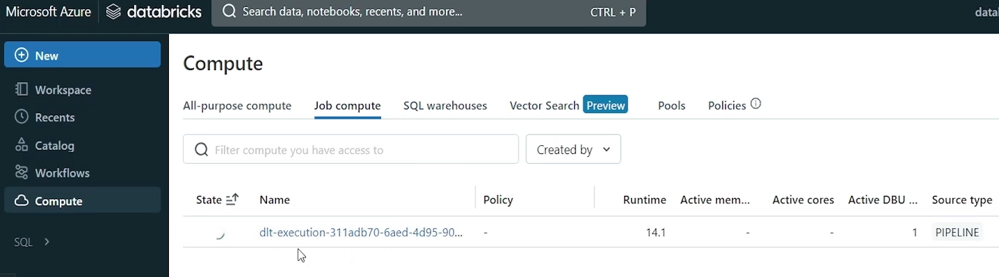 Microsoft Azure databricks Search data, notebooks, recents, and more... CTRL + P
New
Workspace
Recents
Catalog
Workflows
Compute
SQL
Compute
All-purpose compute Job compute SQL warehouses Vector Search Preview Pools Policies
Filter compute you have access to Created by
State Name Policy Runtime Active mem... Active cores Active DBU ... Source type
dlt-execution-311adb70-6aed-4d95-90... - 14.1 - - 1 PIPELINE